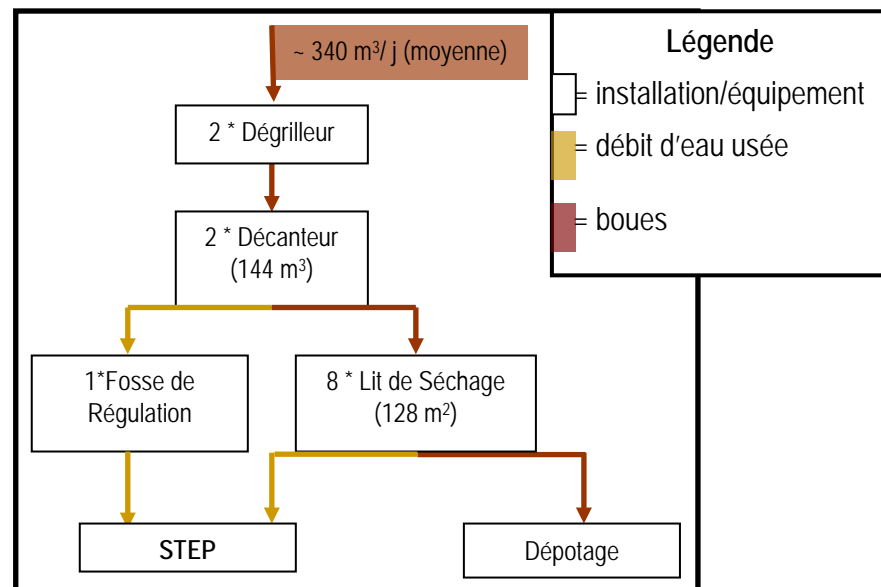 ~ 340 m³/ j (moyenne)
2 * Dégrilleur
2 * Décanteur
(144 m³)
1*Fosse de
Régulation
8 * Lit de Séchage
(128 m²)
STEP
Dépotage
Légende
= installation/équipement
= débit d'eau usée
= boues